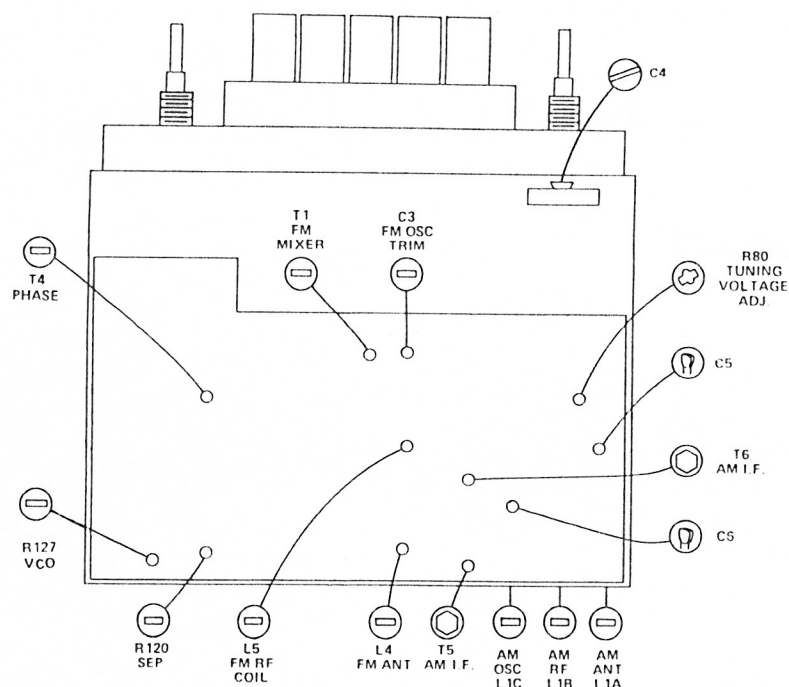 C4
T1
FM
MIXER
C3
FM OSC
TRIM
T4
PHASE
R80
TUNING
VOLTAGE
ADJ.
C5
T6
AM I.F.
C6
R127
VCO
R120
SEP
L5
FM RF
COIL
L4
FM ANT
T5
AM I.F.
AM
OSC
L1C
AM
RF
L1B
AM
ANT
L1A